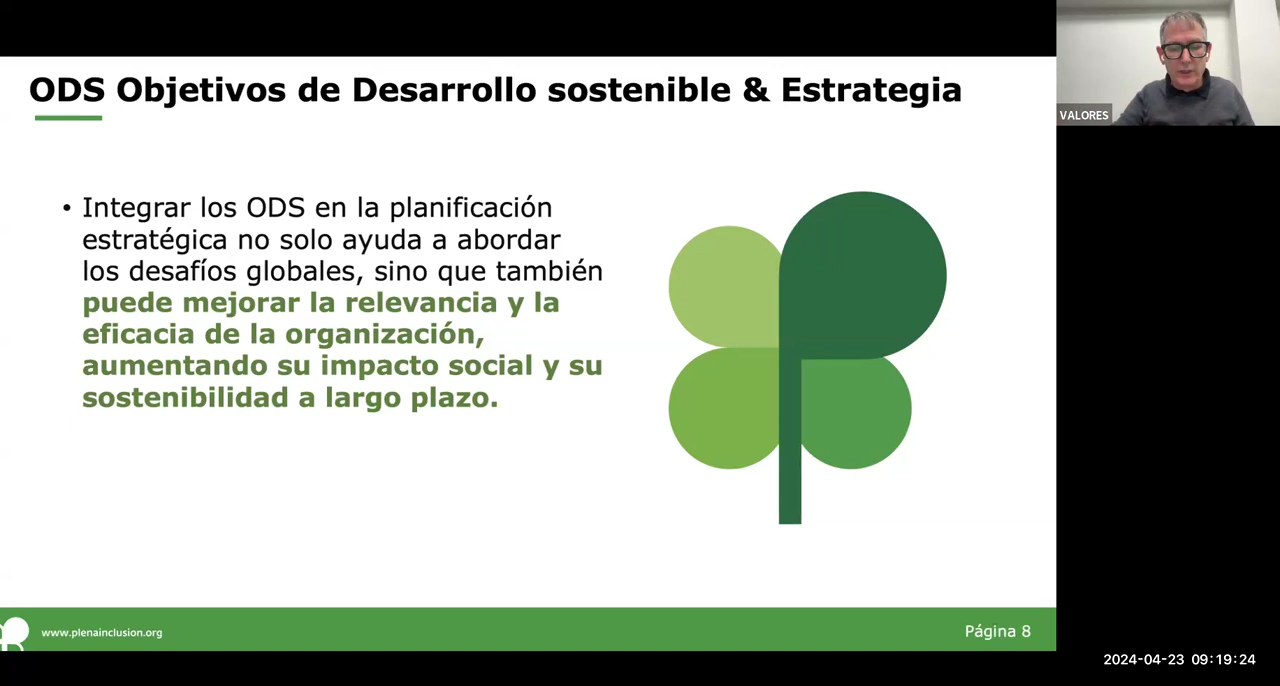 ODS Objetivos de Desarrollo sostenible & Estrategia
• Integrar los ODS en la planificación
estratégica no solo ayuda a abordar
los desafíos globales, sino que también
puede mejorar la relevancia y la
eficacia de la organización,
aumentando su impacto social y su
sostenibilidad a largo plazo.
www.plenainclusion.org
Página 8
VALORES
2024-04-23 09:19:24